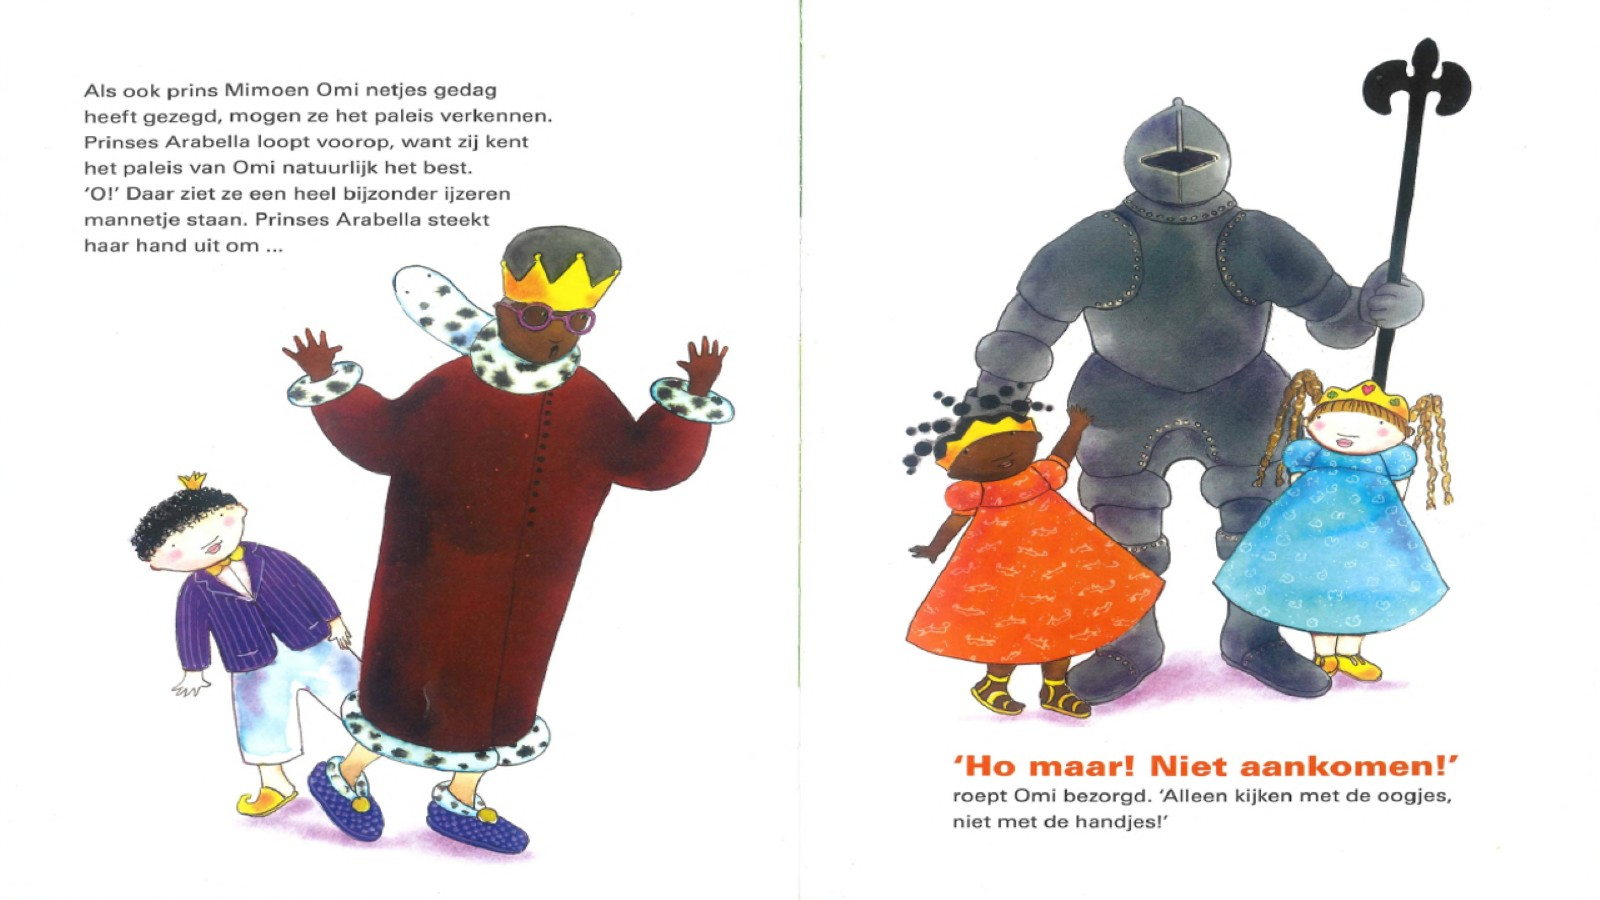 Als ook prins Mimoen Omi netjes gedag
heeft gezegd, mogen ze het paleis verkennen.
Prinses Arabella loopt voorop, want zij kent
het paleis van Omi natuurlijk het best.
‘O!’ Daar ziet ze een heel bijzonder ijzeren
mannetje staan. Prinses Arabella steekt
haar hand uit om ...
‘Ho maar! Niet aankomen!’
roept Omi bezorgd. ‘Alleen kijken met de oogjes,
niet met de handjes!’